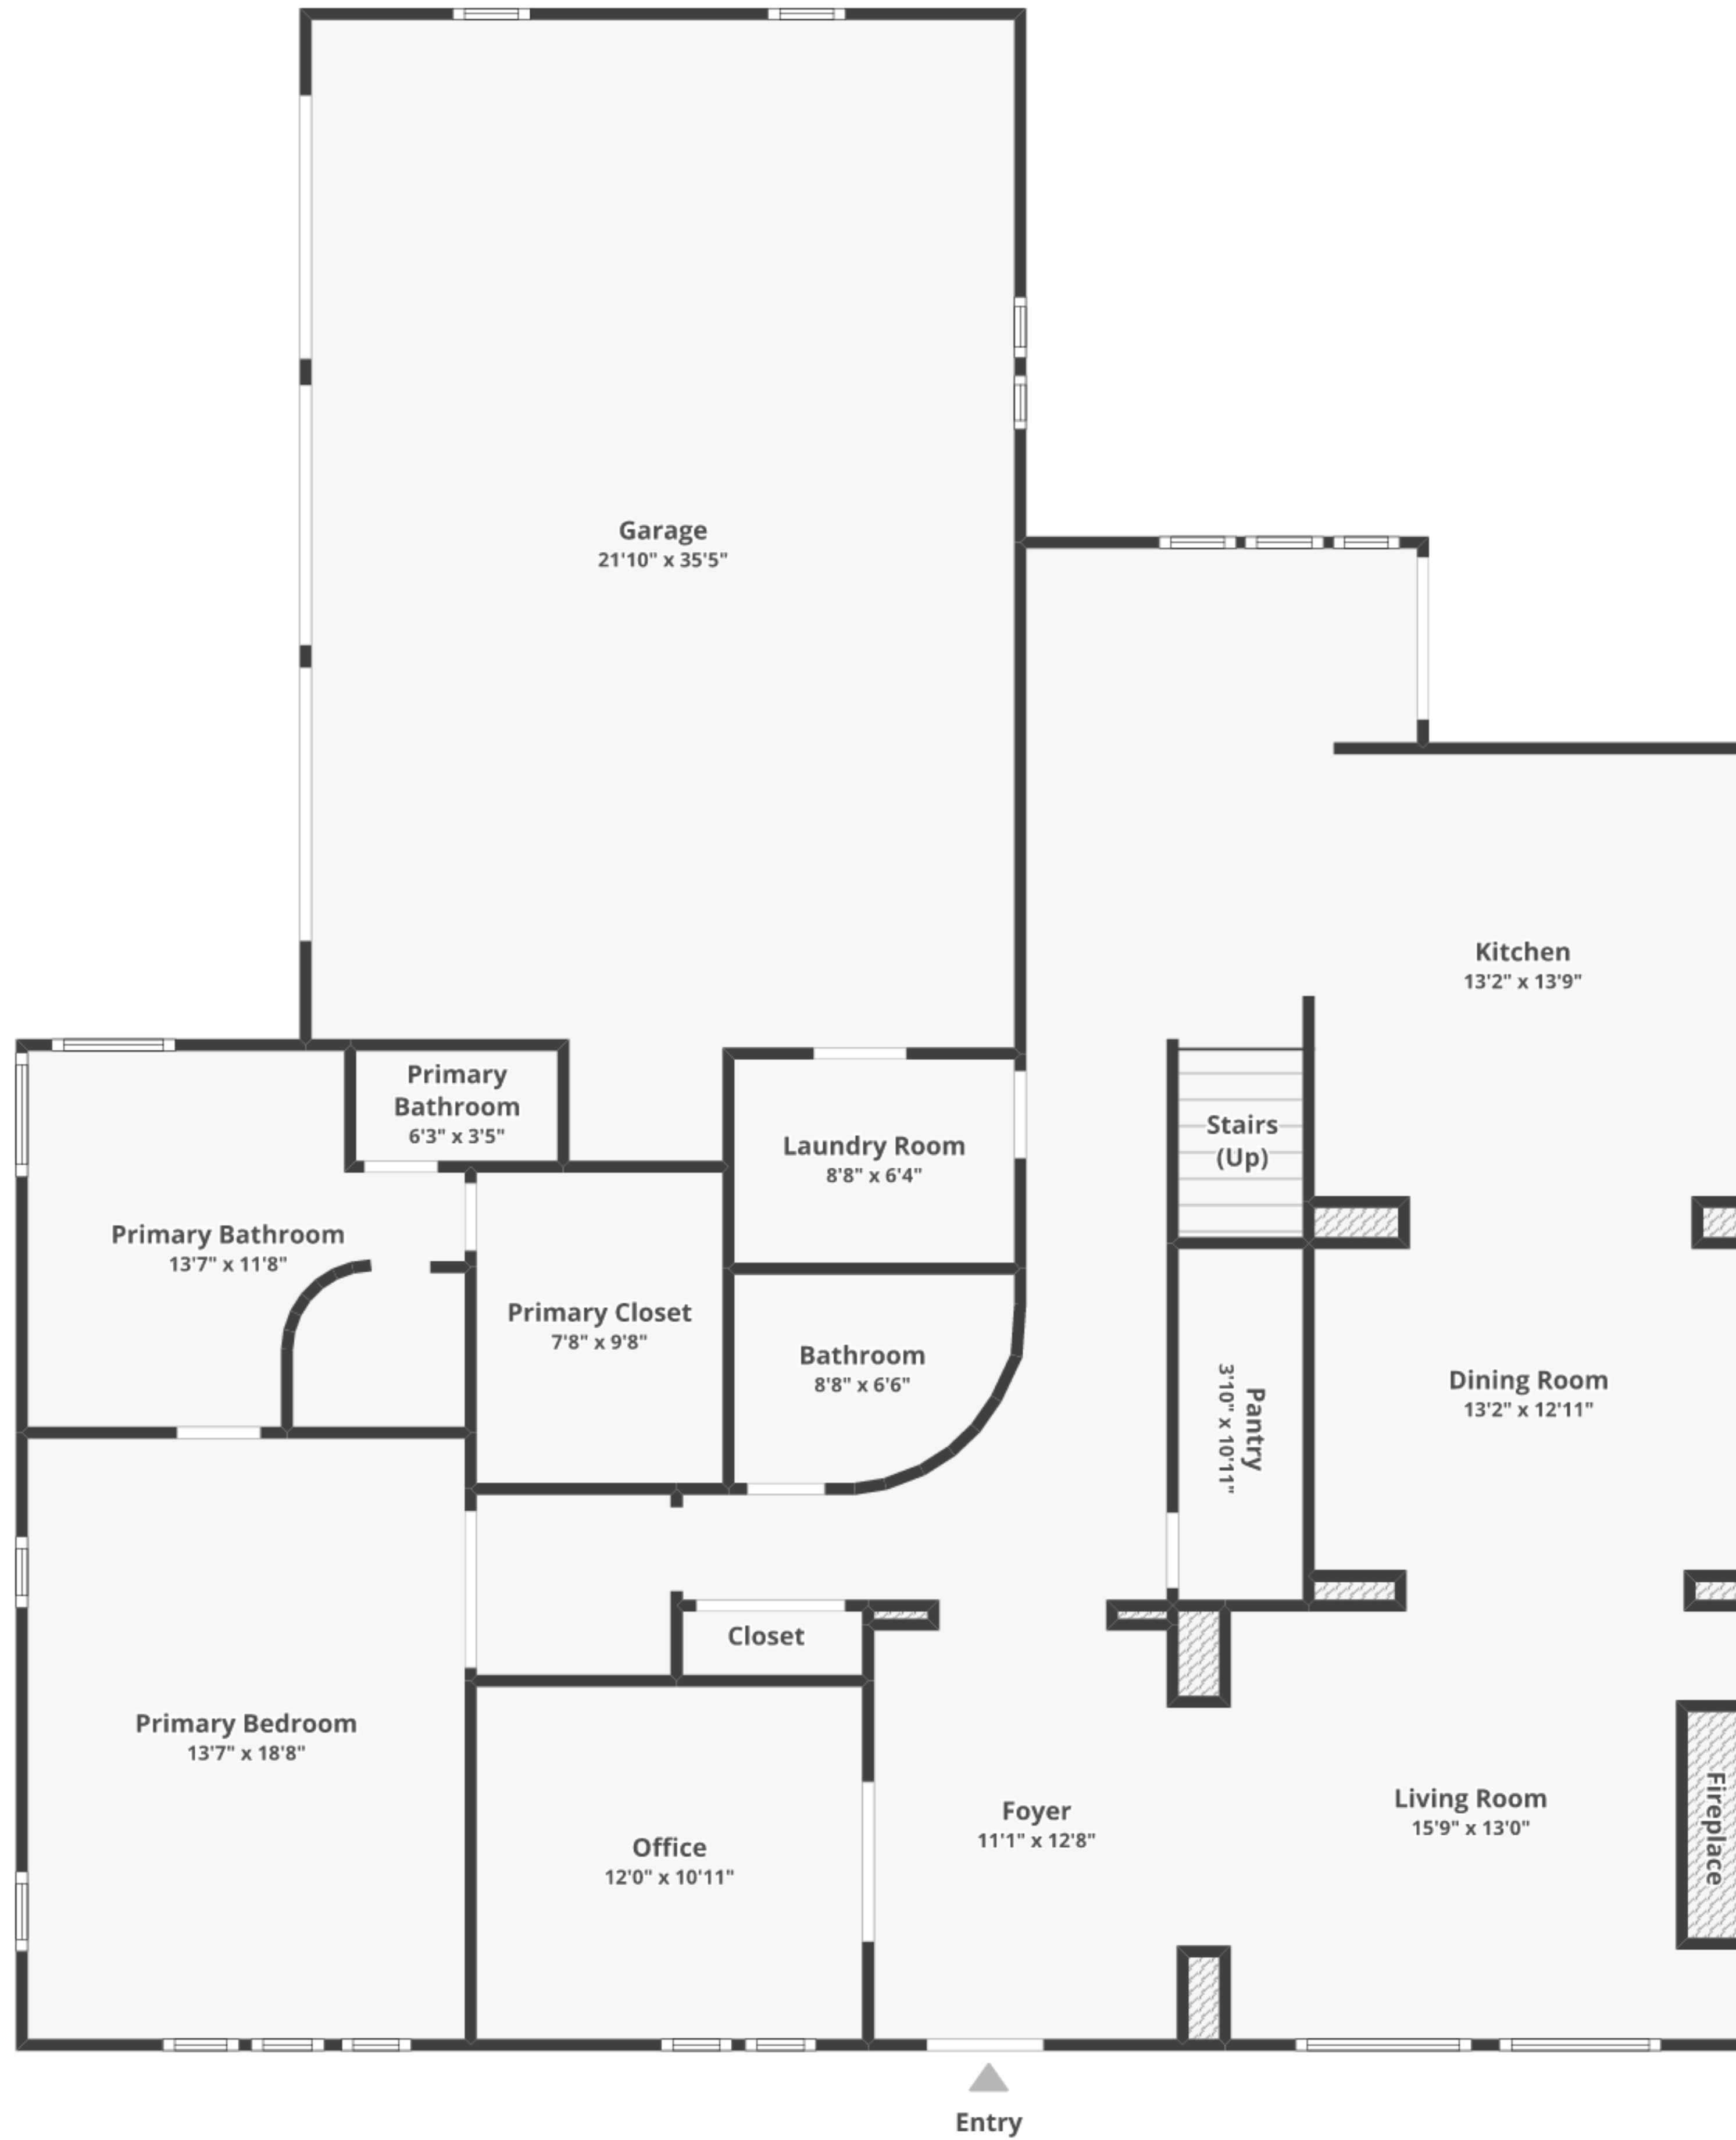 Garage
21'10" x 35'5"
Kitchen
13'2" x 13'9"
Primary
Bathroom
6'3" x 3'5"
Laundry Room
8'8" x 6'4"
Stairs
(Up)
Primary Bathroom
13'7" x 11'8"
Primary Closet
7'8" x 9'8"
Bathroom
8'8" x 6'6"
Pantry
3'10" x 10'11"
Dining Room
13'2" x 12'11"
Closet
Primary Bedroom
13'7" x 18'8"
Office
12'0" x 10'11"
Foyer
11'1" x 12'8"
Living Room
15'9" x 13'0"
Fireplace
Entry